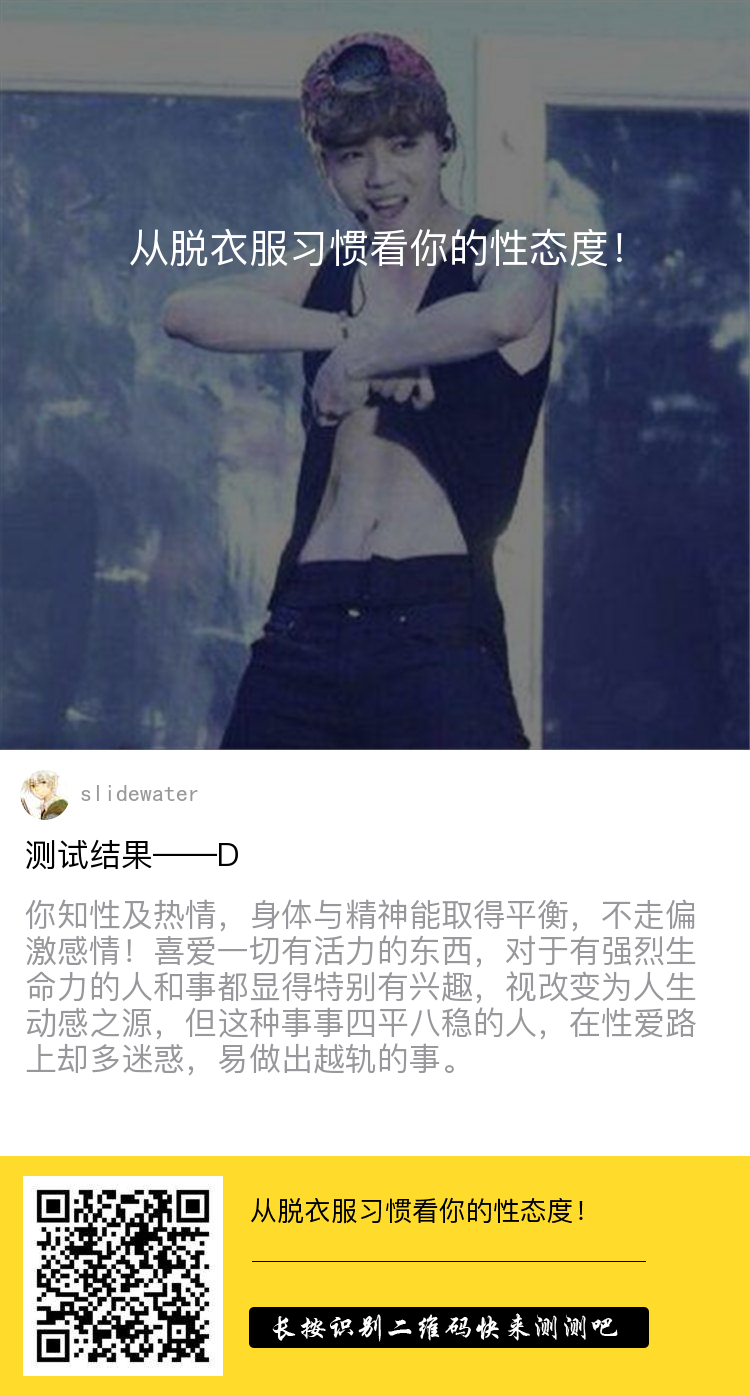 从脱衣服习惯看你的性态度！
slidewater
测试结果——D
你知性及热情，身体与精神能取得平衡，不走偏
激感情！喜爱一切有活力的东西，对于有强烈生
命力的人和事都显得特别有兴趣，视改变为人生
动感之源，但这种事事四平八稳的人，在性爱路
上却多迷惑，易做出越轨的事。
从脱衣服习惯看你的性态度！
长按识别二维码快来测测吧